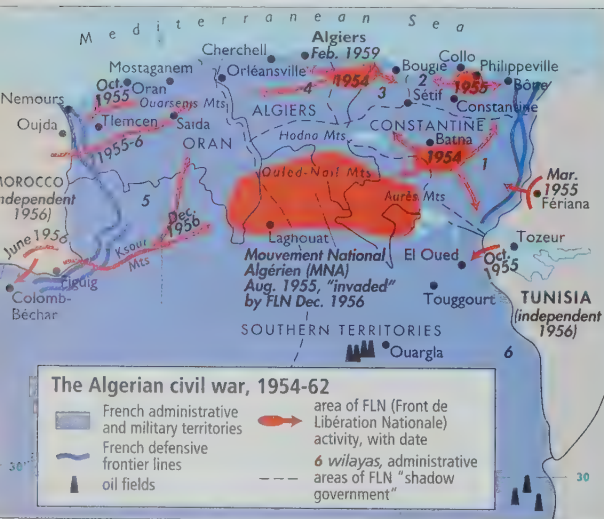 Mediterranean Sea
Algiers
Feb. 1959
Cherchell
Collo
Philippeville
Mostaganem
Orléansville
1954
Bougie
2
1955
Bône
Oct.
1955
Oran
4
3
Sétif
Constantine
Nemours
Ouarsenis Mts
ALGIERS
CONSTANTINE
Oujda
Tlemcen
Saida
Hodna Mts
Batna
1955-6
ORAN
1954
1
MOROCCO
(independent
1956)
5
Ouled-Naïl Mts
Aurès Mts
Mar.
1955
Fériana
Dec.
1956
June 1956
Ksour
Mts
Laghouat
Tozeur
Figuig
Mouvement National
Algérien (MNA)
Aug. 1955, "invaded"
by FLN Dec. 1956
El Oued
Oct.
1955
Colomb-
Béchar
Touggourt
TUNISIA
(independent
1956)
SOUTHERN TERRITORIES
Ouargla
6
The Algerian civil war, 1954-62
French administrative
and military territories
French defensive
frontier lines
oil fields
area of FLN (Front de
Libération Nationale)
activity, with date
6 wilayas, administrative
areas of FLN "shadow
government"
30°
30